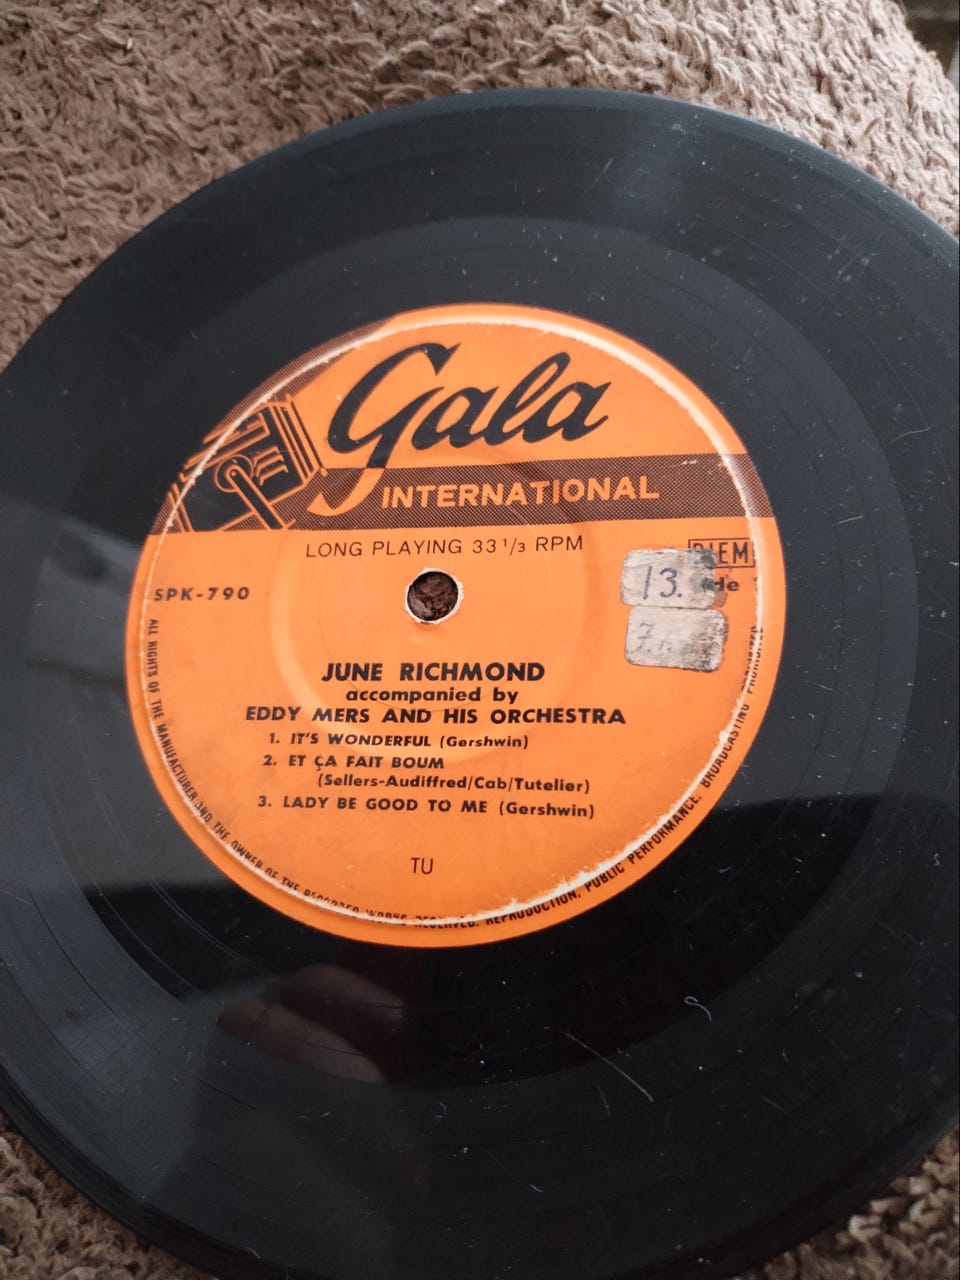 Gala
INTERNATIONAL
LONG PLAYING 33 1/3 RPM
BIEM
SPK-790
13.
JUNE RICHMOND
accompanied by
EDDY MERS AND HIS ORCHESTRA
1. IT'S WONDERFUL (Gershwin)
2. ET ÇA FAIT BOUM
(Sellers-Audiffred/Cab/Tutelier)
3. LADY BE GOOD TO ME (Gershwin)
TU
ALL RIGHTS OF THE MANUFACTURER AND THE OWNER OF THE RECORDED WORKS RESERVED. REPRODUCTION, PUBLIC PERFORMANCE, BROADCASTING PROHIBITED